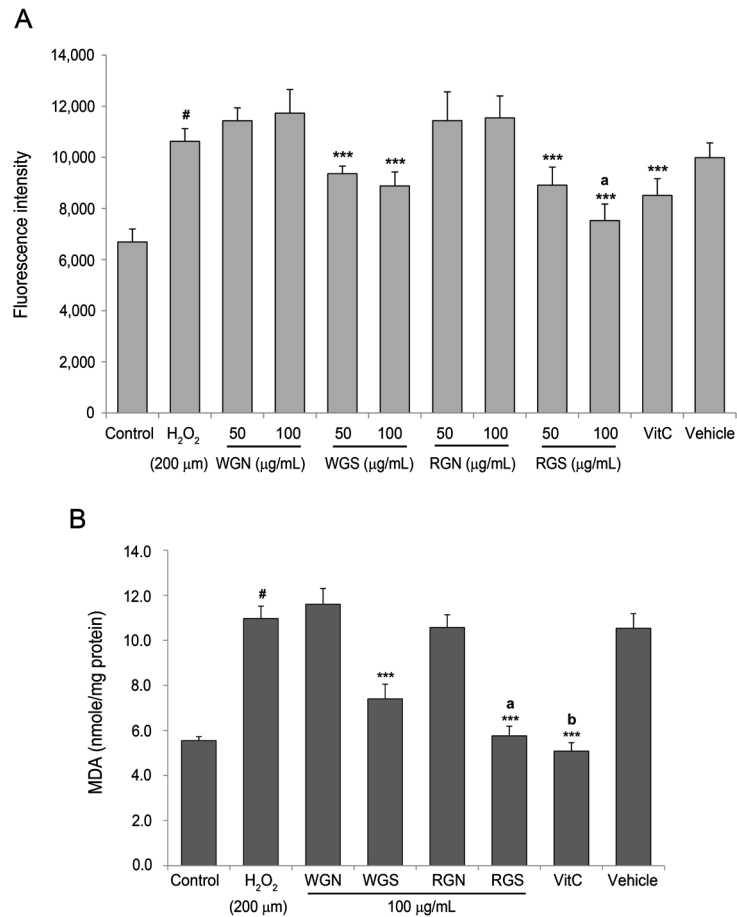 A
Fluorescence intensity
14,000
12,000
10,000
8,000
6,000
4,000
2,000
0
#
***
***
***
a
***
***
Control H₂O₂ 50 100 50 100 50 100 50 100 VitC Vehicle
(200 μm) WGN (μg/mL) WGS (μg/mL) RGN (μg/mL) RGS (μg/mL)
B
MDA (nmole/mg protein)
14.0
12.0
10.0
8.0
6.0
4.0
2.0
0.0
#
***
a
***
b
***
Control H₂O₂ WGN WGS RGN RGS VitC Vehicle
(200 μm) 100 μg/mL